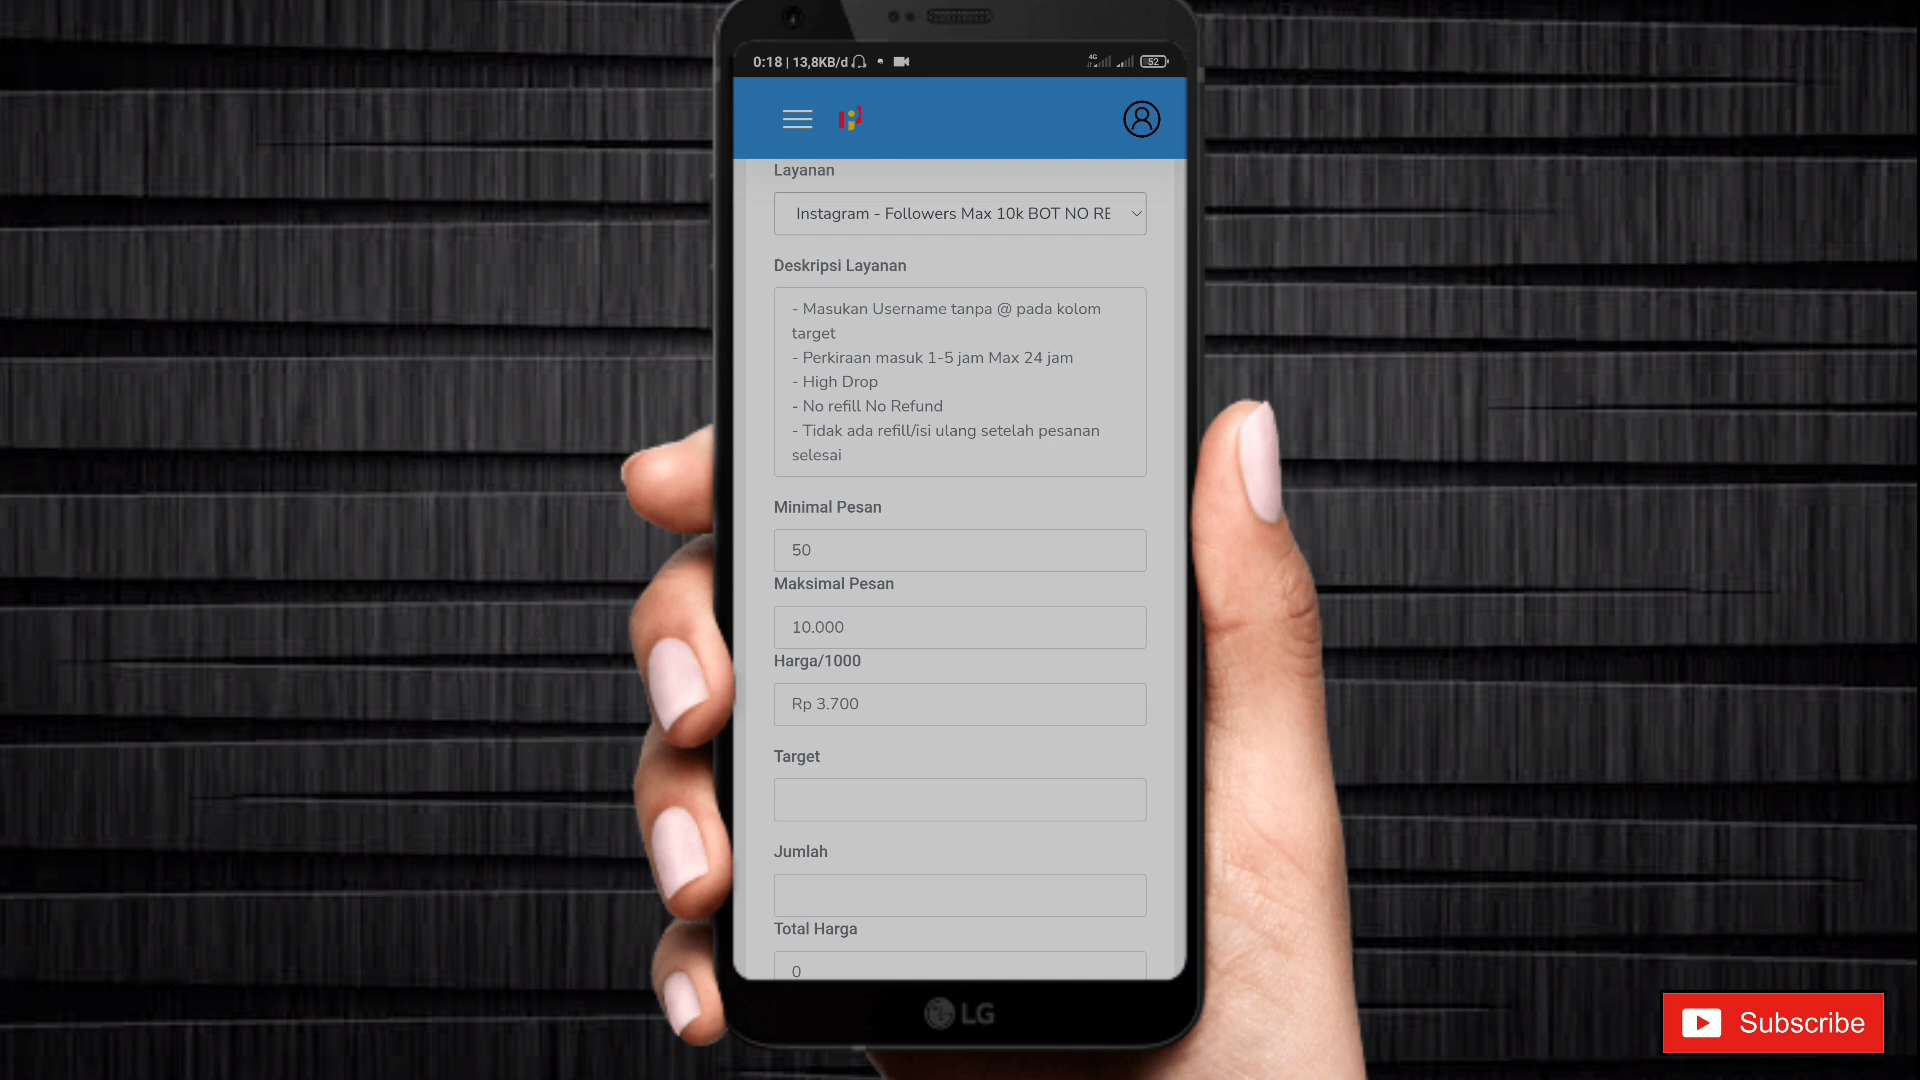 0:18 | 13,8KB/d
4G
52
Layanan
Instagram - Followers Max 10k BOT NO RE
Deskripsi Layanan
- Masukan Username tanpa @ pada kolom
target
- Perkiraan masuk 1-5 jam Max 24 jam
- High Drop
- No refill No Refund
- Tidak ada refill/isi ulang setelah pesanan
selesai
Minimal Pesan
50
Maksimal Pesan
10.000
Harga/1000
Rp 3.700
Target
Jumlah
Total Harga
0
LG
Subscribe